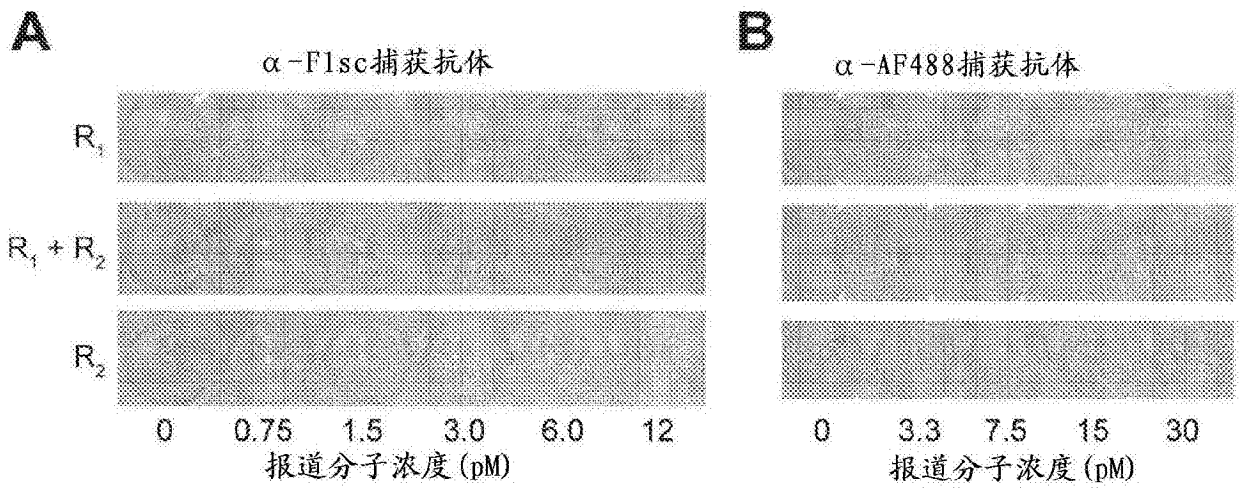 A
α-Flsc捕获抗体
R₁
R₁ + R₂
R₂
0 0.75 1.5 3.0 6.0 12
报道分子浓度(pM)
B
α-AF488捕获抗体
0 3.3 7.5 15 30
报道分子浓度(pM)